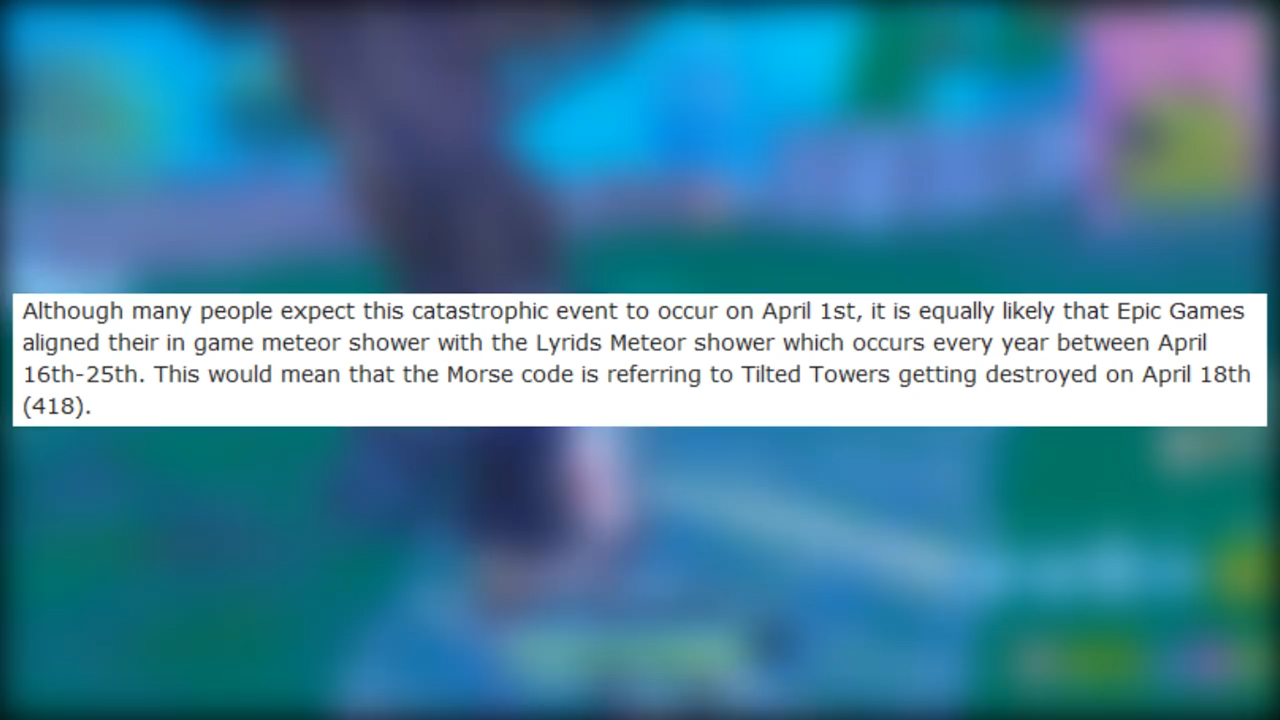 Although many people expect this catastrophic event to occur on April 1st, it is equally likely that Epic Games
aligned their in game meteor shower with the Lyrids Meteor shower which occurs every year between April
16th-25th. This would mean that the Morse code is referring to Tilted Towers getting destroyed on April 18th
(418).